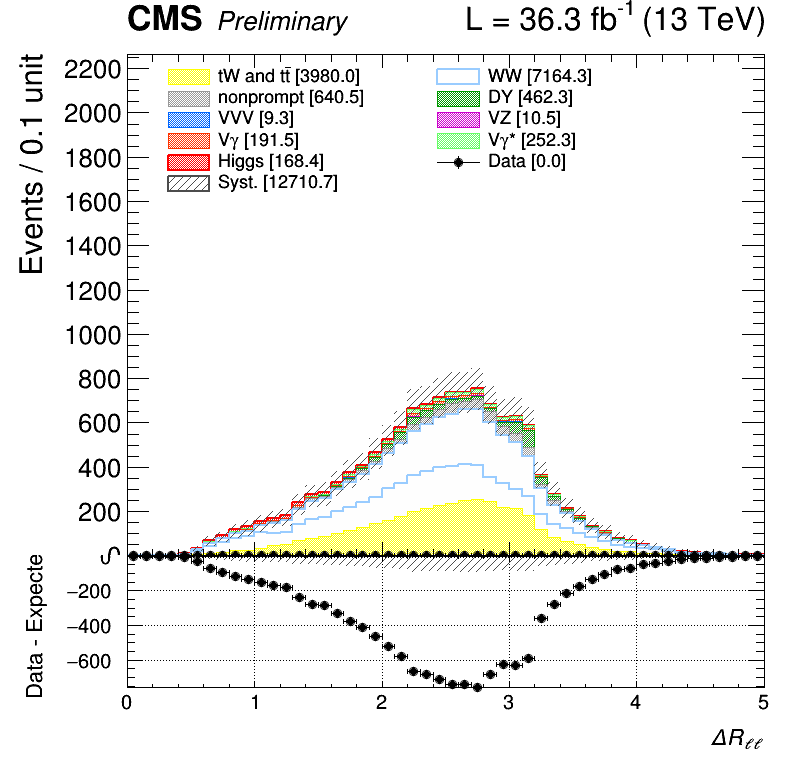 CMS Preliminary L = 36.3 fb⁻¹ (13 TeV)
Events / 0.1 unit
2200
2000
1800
1600
1400
1200
1000
800
600
400
200
0
tW and tt̄ [3980.0]
nonprompt [640.5]
VVV [9.3]
Vγ [191.5]
Higgs [168.4]
Syst. [12710.7]
WW [7164.3]
DY [462.3]
VZ [10.5]
Vγ* [252.3]
Data [0.0]
Data - Expecte
0
−200
−400
−600
0 1 2 3 4 5
ΔRℓℓ